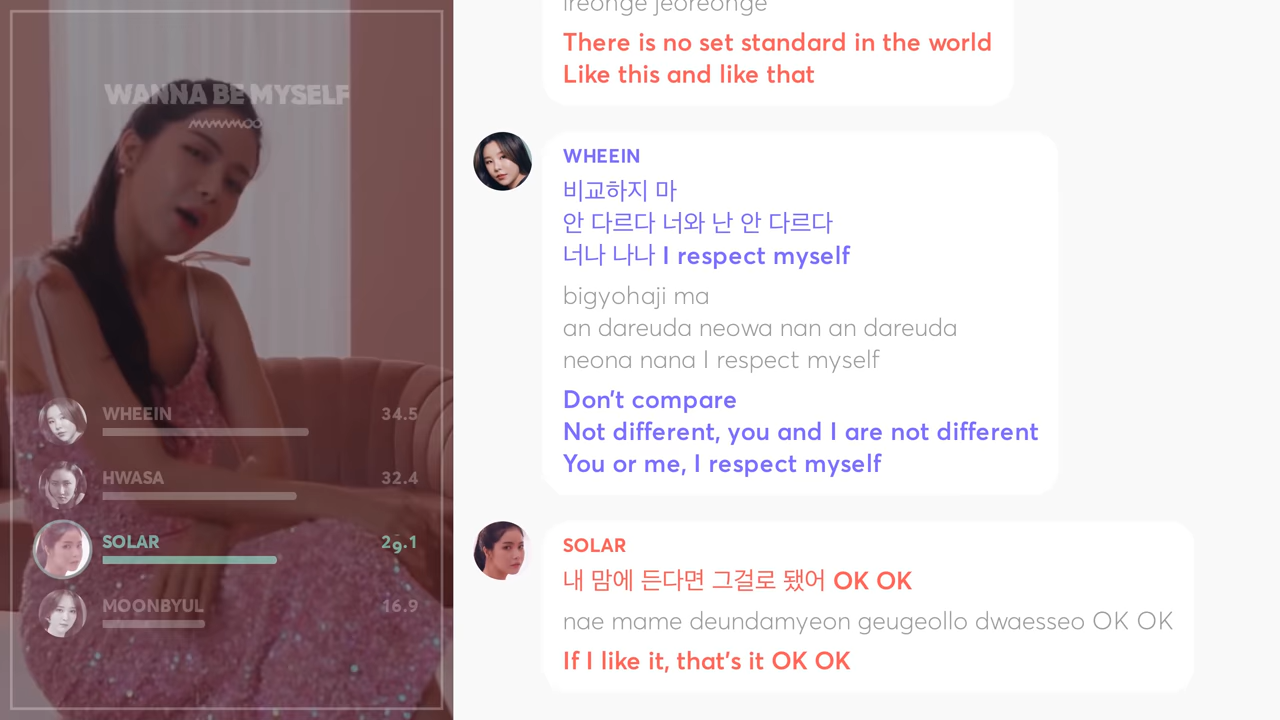 WANNA BE MYSELF
MAMAMOO
WHEEIN 34.5
HWASA 32.4
SOLAR 29.1
MOONBYUL 16.9
ireonge jeoreonge
There is no set standard in the world
Like this and like that
WHEEIN
비교하지 마
안 다르다 너와 난 안 다르다
너나 나나 I respect myself
bigyohaji ma
an dareuda neowa nan an dareuda
neona nana I respect myself
Don't compare
Not different, you and I are not different
You or me, I respect myself
SOLAR
내 맘에 든다면 그걸로 됐어 OK OK
nae mame deundamyeon geugeollo dwaesseo OK OK
If I like it, that's it OK OK